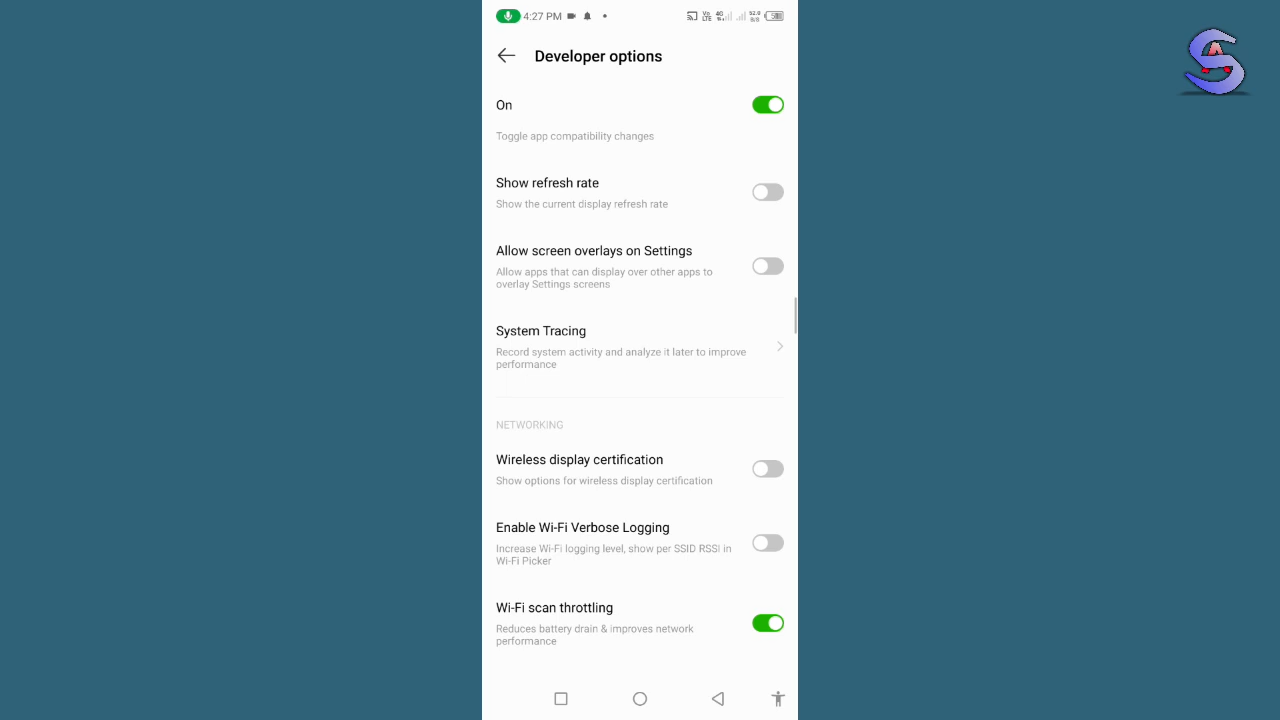 4:27 PM
Developer options
On
Toggle app compatibility changes
Show refresh rate
Show the current display refresh rate
Allow screen overlays on Settings
Allow apps that can display over other apps to
overlay Settings screens
System Tracing
Record system activity and analyze it later to improve
performance
NETWORKING
Wireless display certification
Show options for wireless display certification
Enable Wi-Fi Verbose Logging
Increase Wi-Fi logging level, show per SSID RSSI in
Wi-Fi Picker
Wi-Fi scan throttling
Reduces battery drain & improves network
performance